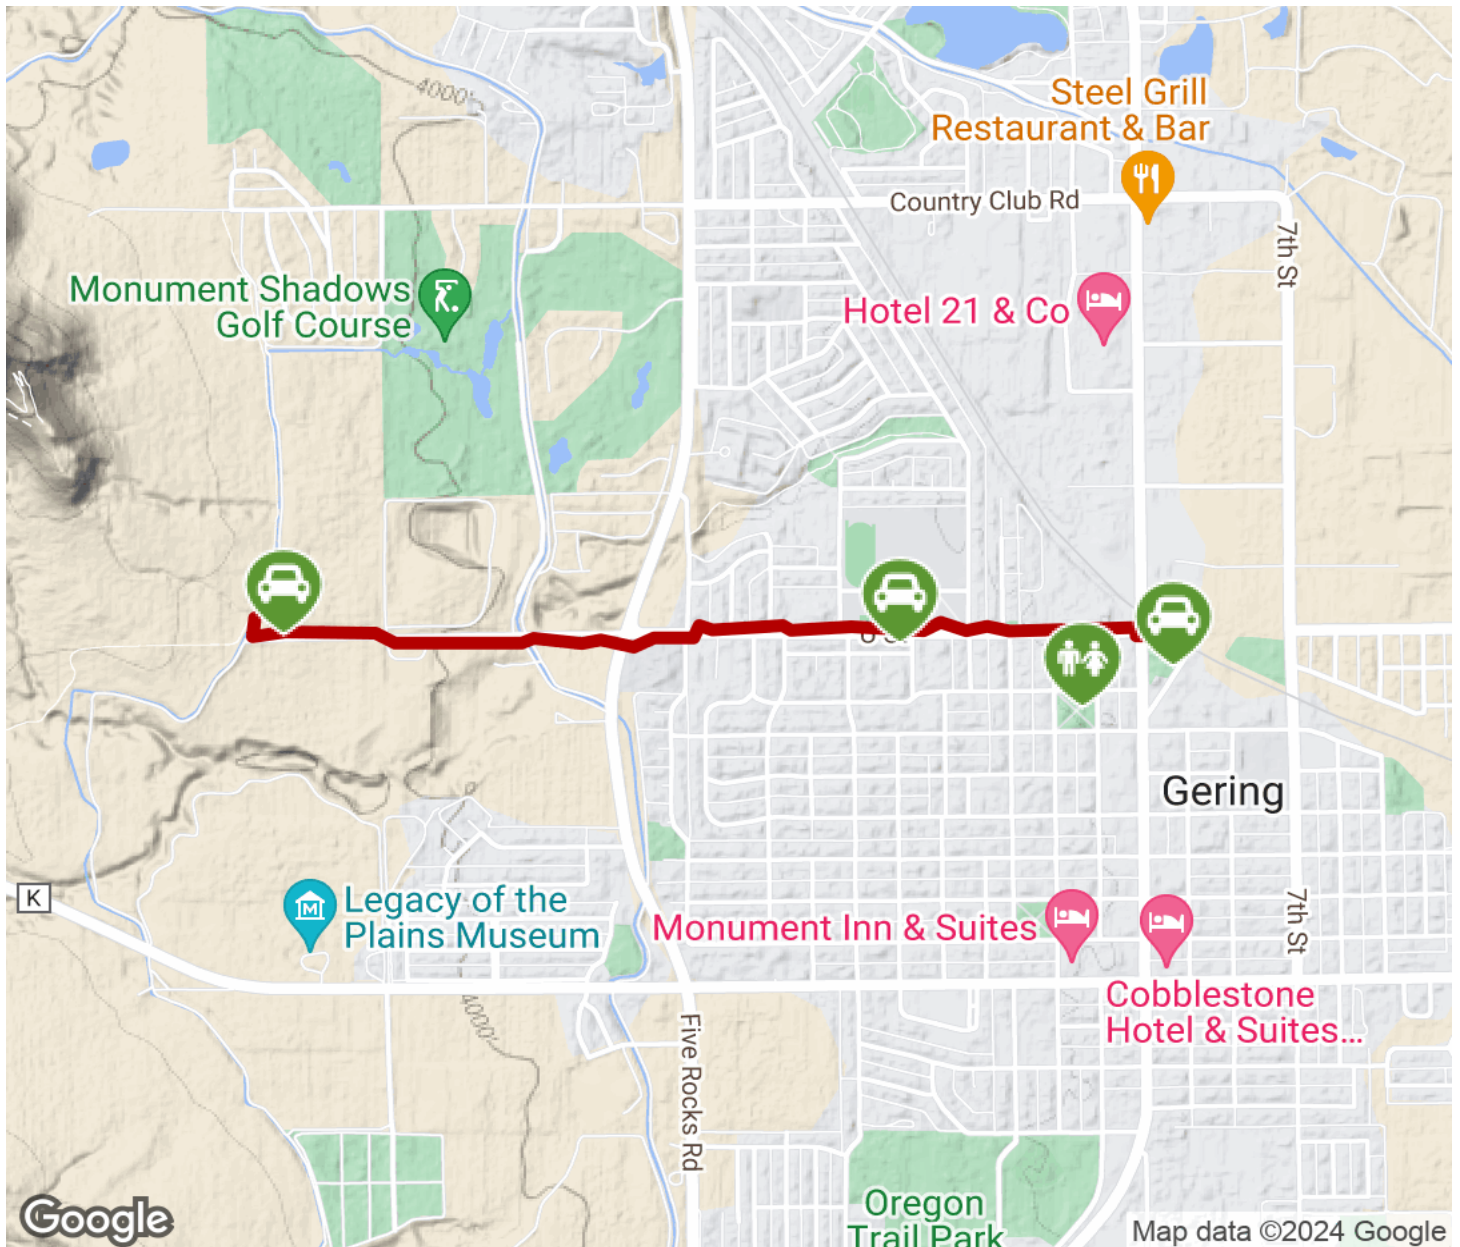 4000'
Steel Grill
Restaurant & Bar
Country Club Rd
7th St
Monument Shadows
Golf Course
Hotel 21 & Co
Gering
K
Legacy of the
Plains Museum
Monument Inn & Suites
7th St
Cobblestone
Hotel & Suites...
4000'
Five Rocks Rd
Oregon
Trail Park
Google
Map data ©2024 Google